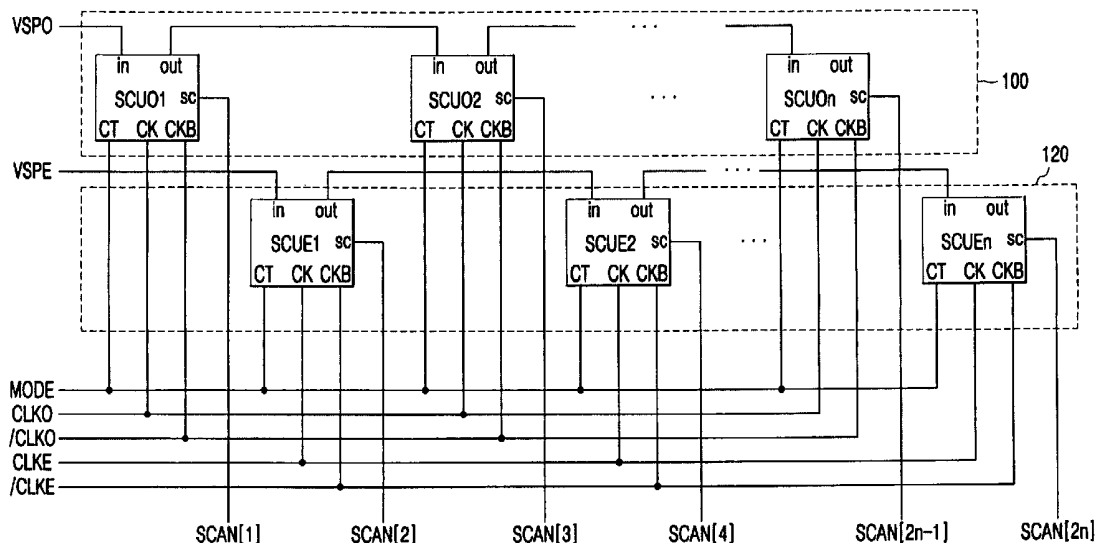 VSPO
in out in out ··· in
SCUO1 sc SCUO2 sc ··· SCUOn sc
CT CK CKB CT CK CKB CT CK CKB
100
VSPE
···
120
in out in out in out
SCUE1 sc SCUE2 sc ··· SCUEn sc
CT CK CKB CT CK CKB CT CK CKB
MODE
CLKO
/CLKO
CLKE
/CLKE
SCAN[1] SCAN[2] SCAN[3] SCAN[4] SCAN[2n-1] SCAN[2n]